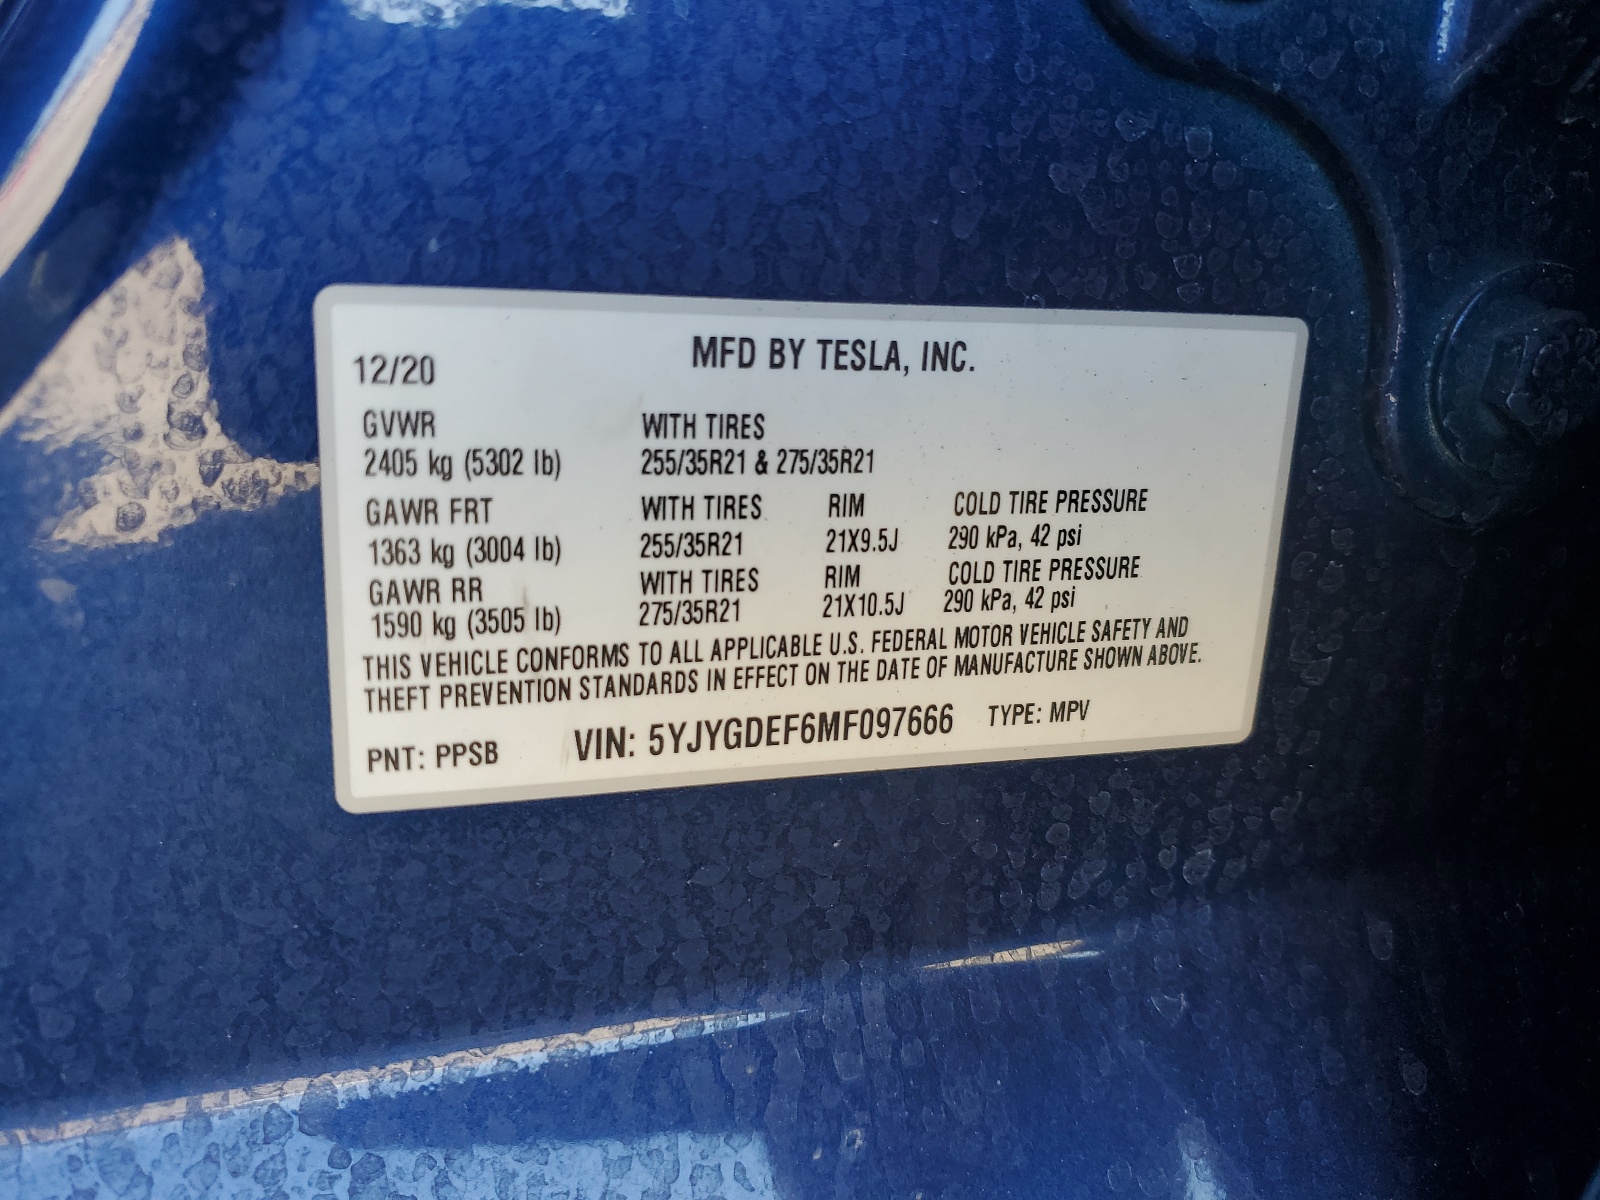 12/20 MFD BY TESLA, INC.
GVWR WITH TIRES
2405 kg (5302 lb) 255/35R21 & 275/35R21
GAWR FRT WITH TIRES RIM COLD TIRE PRESSURE
1363 kg (3004 lb) 255/35R21 21X9.5J 290 kPa, 42 psi
GAWR RR WITH TIRES RIM COLD TIRE PRESSURE
1590 kg (3505 lb) 275/35R21 21X10.5J 290 kPa, 42 psi
THIS VEHICLE CONFORMS TO ALL APPLICABLE U.S. FEDERAL MOTOR VEHICLE SAFETY AND
THEFT PREVENTION STANDARDS IN EFFECT ON THE DATE OF MANUFACTURE SHOWN ABOVE.
PNT: PPSB VIN: 5YJYGDEF6MF097666 TYPE: MPV